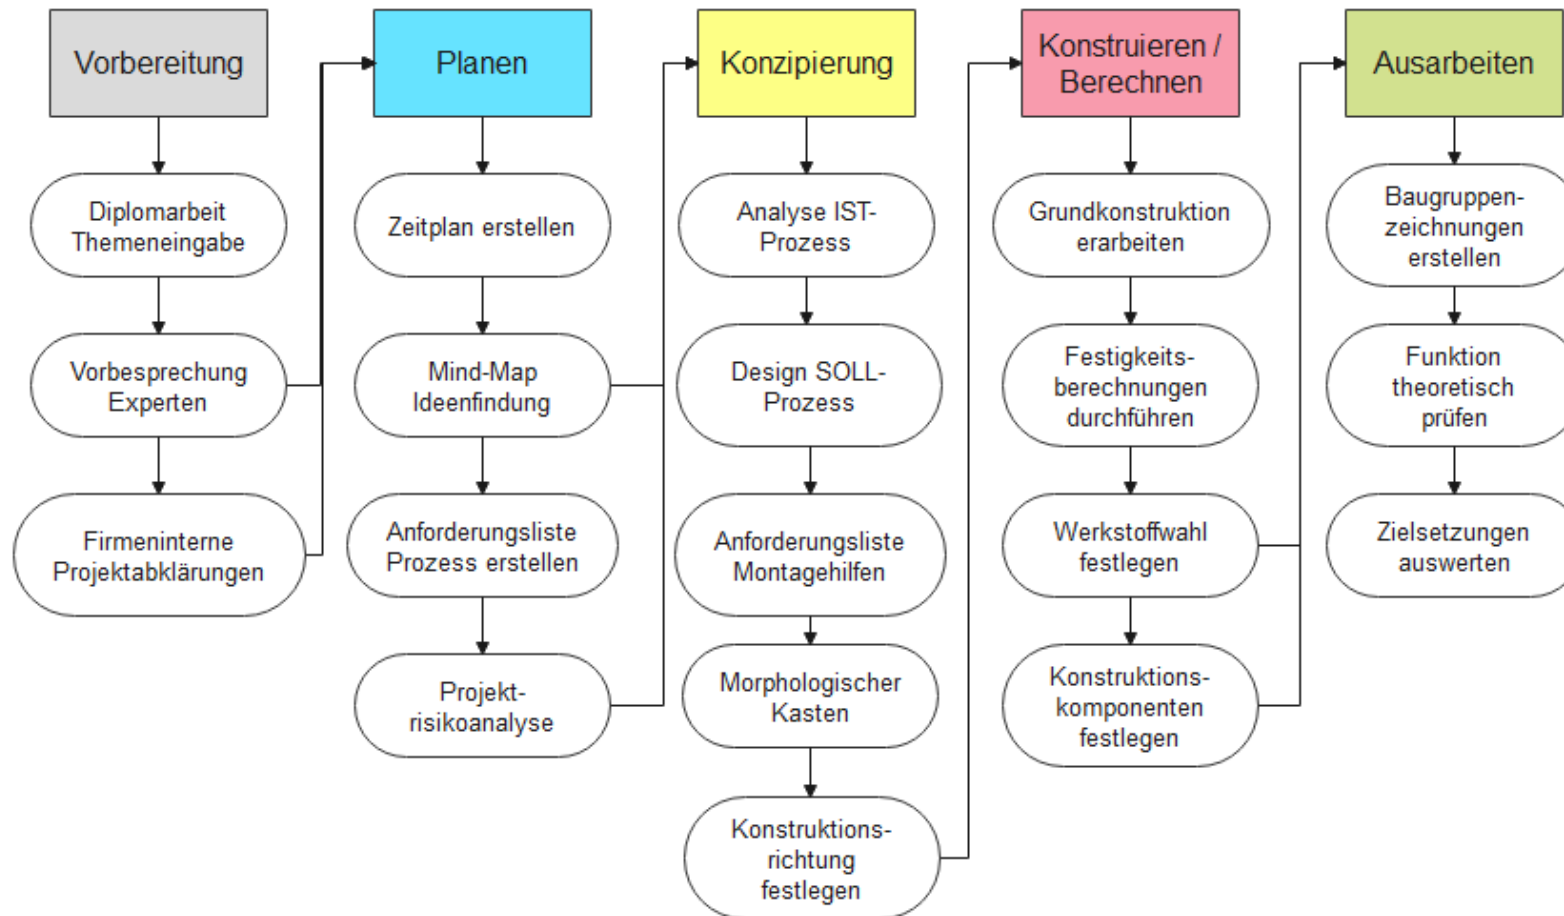 Vorbereitung
Diplomarbeit
Themeneingabe
Vorbesprechung
Experten
Firmeninterne
Projektabklärungen
Planen
Zeitplan erstellen
Mind-Map
Ideenfindung
Anforderungsliste
Prozess erstellen
Projekt-
risikoanalyse
Konzipierung
Analyse IST-
Prozess
Design SOLL-
Prozess
Anforderungsliste
Montagehilfen
Morphologischer
Kasten
Konstruktions-
richtung
festlegen
Konstruieren /
Berechnen
Grundkonstruktion
erarbeiten
Festigkeits-
berechnungen
durchführen
Werkstoffwahl
festlegen
Konstruktions-
komponenten
festlegen
Ausarbeiten
Baugruppen-
zeichnungen
erstellen
Funktion
theoretisch
prüfen
Zielsetzungen
auswerten